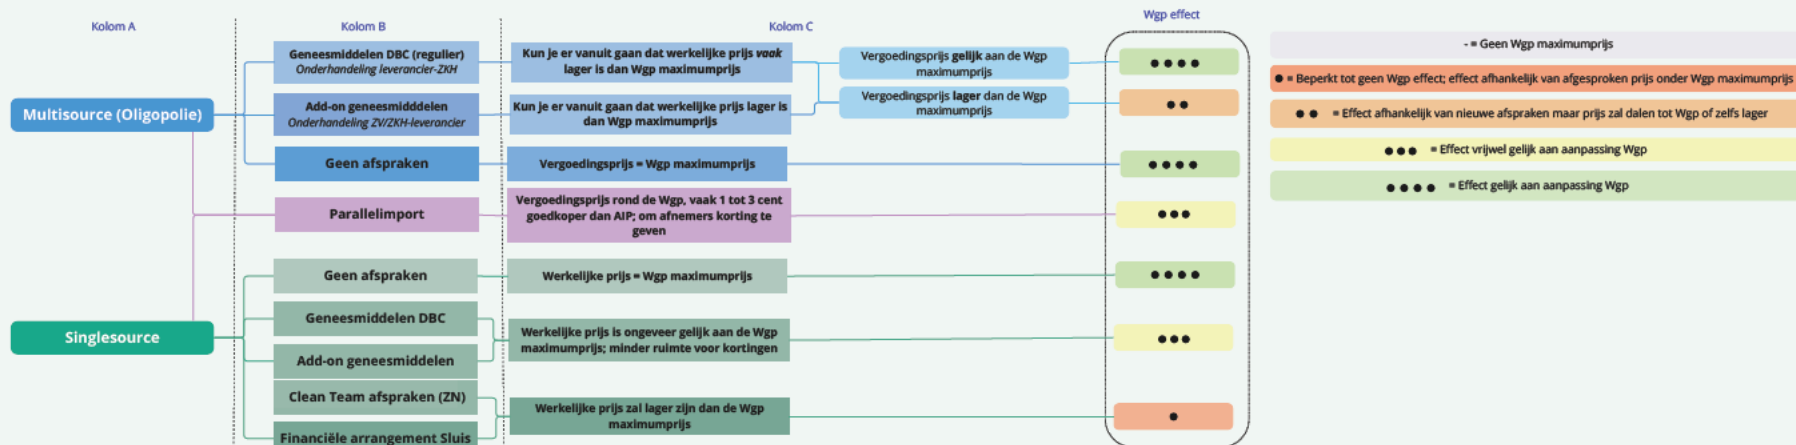 Kolom A
Kolom B
Kolom C
Wgp effect
Multisource (Oligopolie)
Geneesmiddelen DBC (regulier)
Onderhandeling leverancier-ZKH
Kun je er vanuit gaan dat werkelijke prijs vaak
lager is dan Wgp maximumprijs
Vergoedingsprijs gelijk aan de Wgp
maximumprijs
● ● ● ●
Add-on geneesmidddelen
Onderhandeling ZV/ZKH-leverancier
Kun je er vanuit gaan dat werkelijke prijs lager is
dan Wgp maximumprijs
Vergoedingsprijs lager dan de Wgp
maximumprijs
● ●
Geen afspraken
Vergoedingsprijs = Wgp maximumprijs
● ● ● ●
Parallelimport
Vergoedingsprijs rond de Wgp, vaak 1 tot 3 cent
goedkoper dan AIP; om afnemers korting te
geven
● ● ●
Singlesource
Geen afspraken
Werkelijke prijs = Wgp maximumprijs
● ● ● ●
Geneesmiddelen DBC
Add-on geneesmiddelen
Werkelijke prijs is ongeveer gelijk aan de Wgp
maximumprijs; minder ruimte voor kortingen
● ● ●
Clean Team afspraken (ZN)
Financiële arrangement Sluis
Werkelijke prijs zal lager zijn dan de Wgp
maximumprijs
●
- = Geen Wgp maximumprijs
● = Beperkt tot geen Wgp effect; effect afhankelijk van afgesproken prijs onder Wgp maximumprijs
● ● = Effect afhankelijk van nieuwe afspraken maar prijs zal dalen tot Wgp of zelfs lager
● ● ● = Effect vrijwel gelijk aan aanpassing Wgp
● ● ● ● = Effect gelijk aan aanpassing Wgp